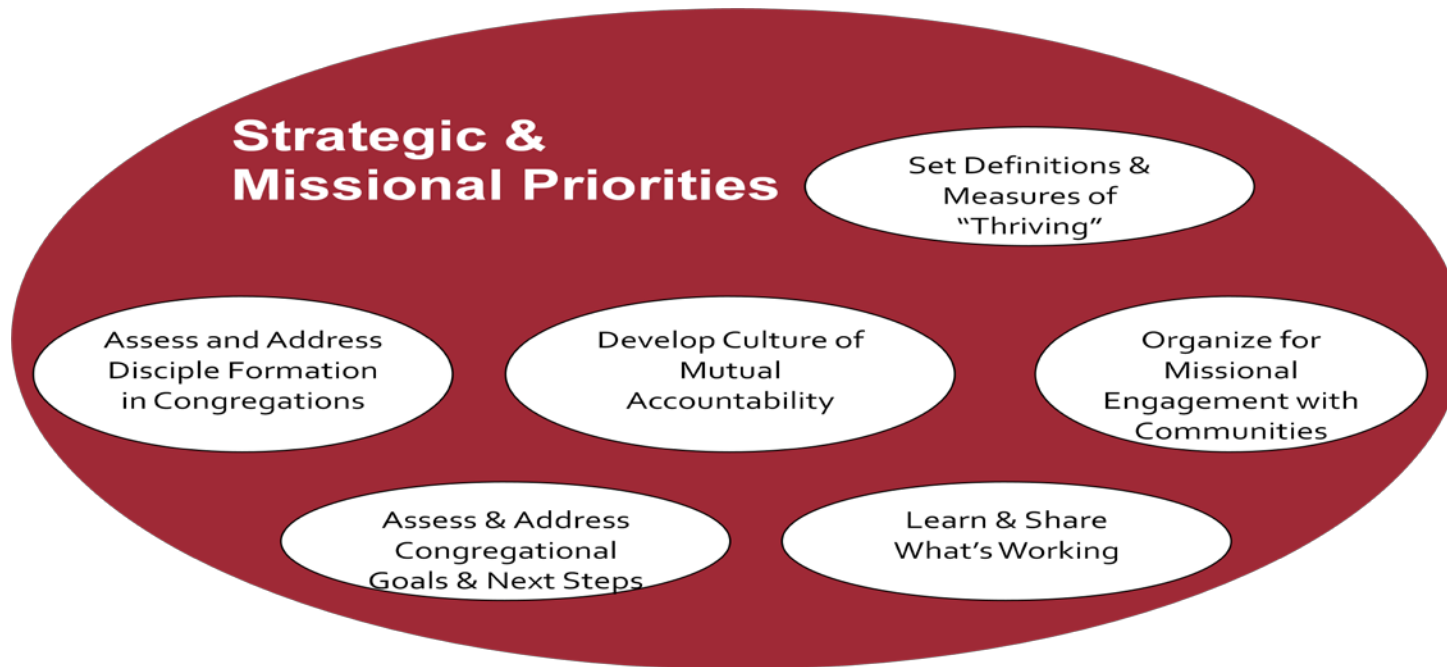 Strategic &
Missional Priorities
Set Definitions &
Measures of
“Thriving”
Assess and Address
Disciple Formation
in Congregations
Develop Culture of
Mutual
Accountability
Organize for
Missional
Engagement with
Communities
Assess & Address
Congregational
Goals & Next Steps
Learn & Share
What’s Working